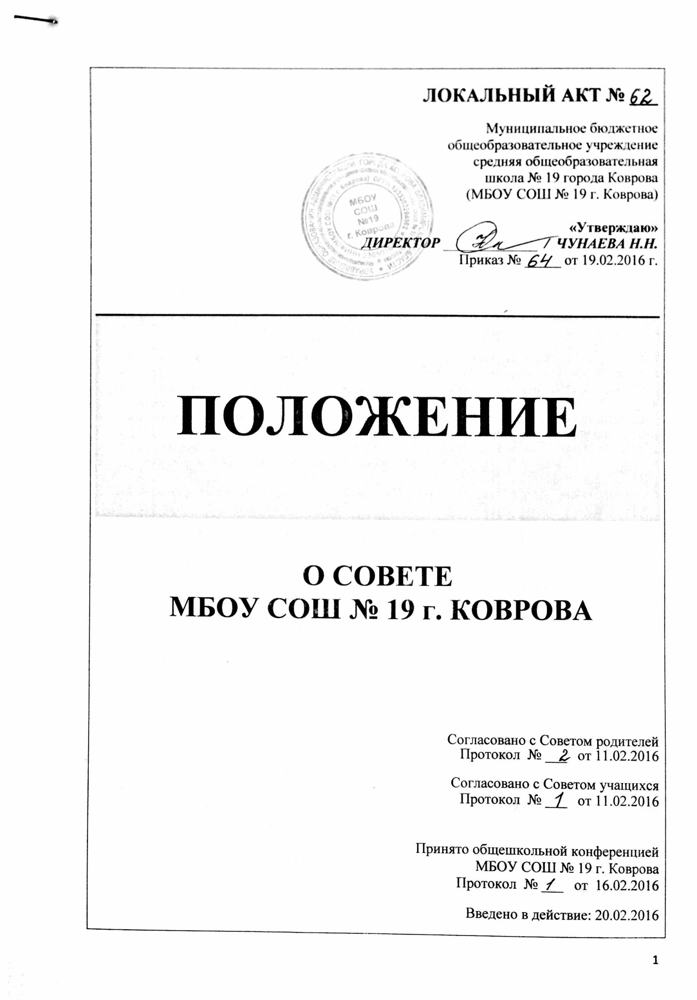 ЛОКАЛЬНЫЙ АКТ № 62
Муниципальное бюджетное
общеобразовательное учреждение
средняя общеобразовательная
школа № 19 города Коврова
(МБОУ СОШ № 19 г. Коврова)
МБОУ
СОШ
№19
г. Коврова
«Утверждаю»
ДИРЕКТОР / ЧУНАЕВА Н.Н.
Приказ № 64 от 19.02.2016 г.
ПОЛОЖЕНИЕ
О СОВЕТЕ
МБОУ СОШ № 19 г. КОВРОВА
Согласовано с Советом родителей
Протокол № 2 от 11.02.2016
Согласовано с Советом учащихся
Протокол № 1 от 11.02.2016
Принято общешкольной конференцией
МБОУ СОШ № 19 г. Коврова
Протокол № 1 от 16.02.2016
Введено в действие: 20.02.2016
1